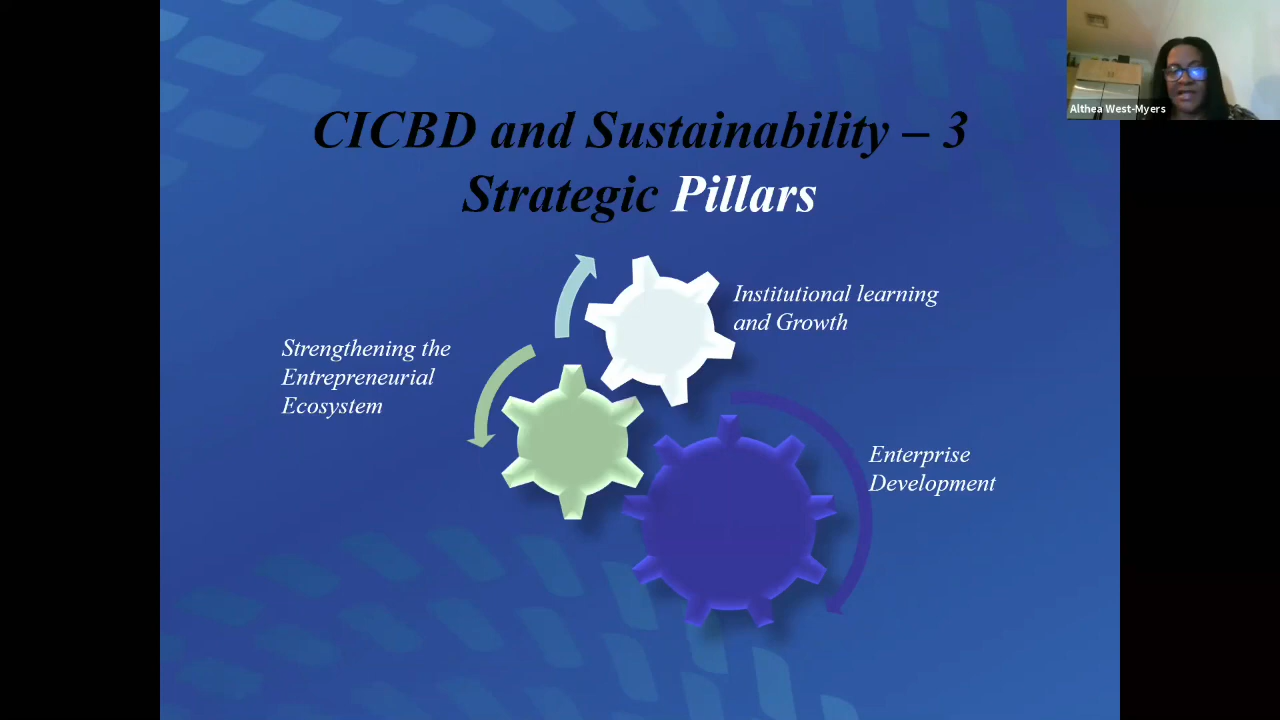 CICBD and Sustainability – 3
Strategic Pillars
Institutional learning
and Growth
Strengthening the
Entrepreneurial
Ecosystem
Enterprise
Development
Althea West-Myers